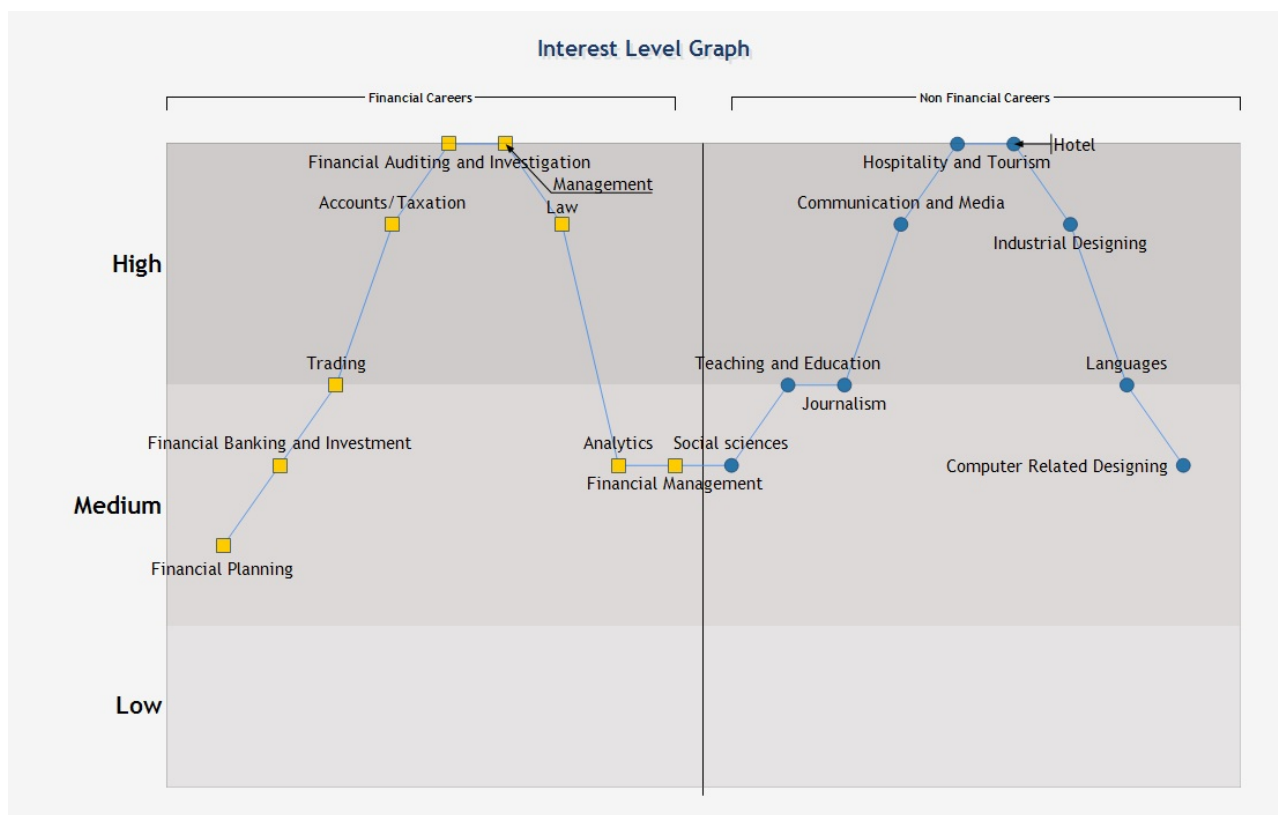 Interest Level Graph
Financial Careers
Non Financial Careers
Hotel
Financial Auditing and Investigation
Hospitality and Tourism
Management
Accounts/Taxation
Law
Communication and Media
Industrial Designing
High
Trading
Teaching and Education
Languages
Journalism
Financial Banking and Investment
Analytics
Social sciences
Computer Related Designing
Financial Management
Medium
Financial Planning
Low